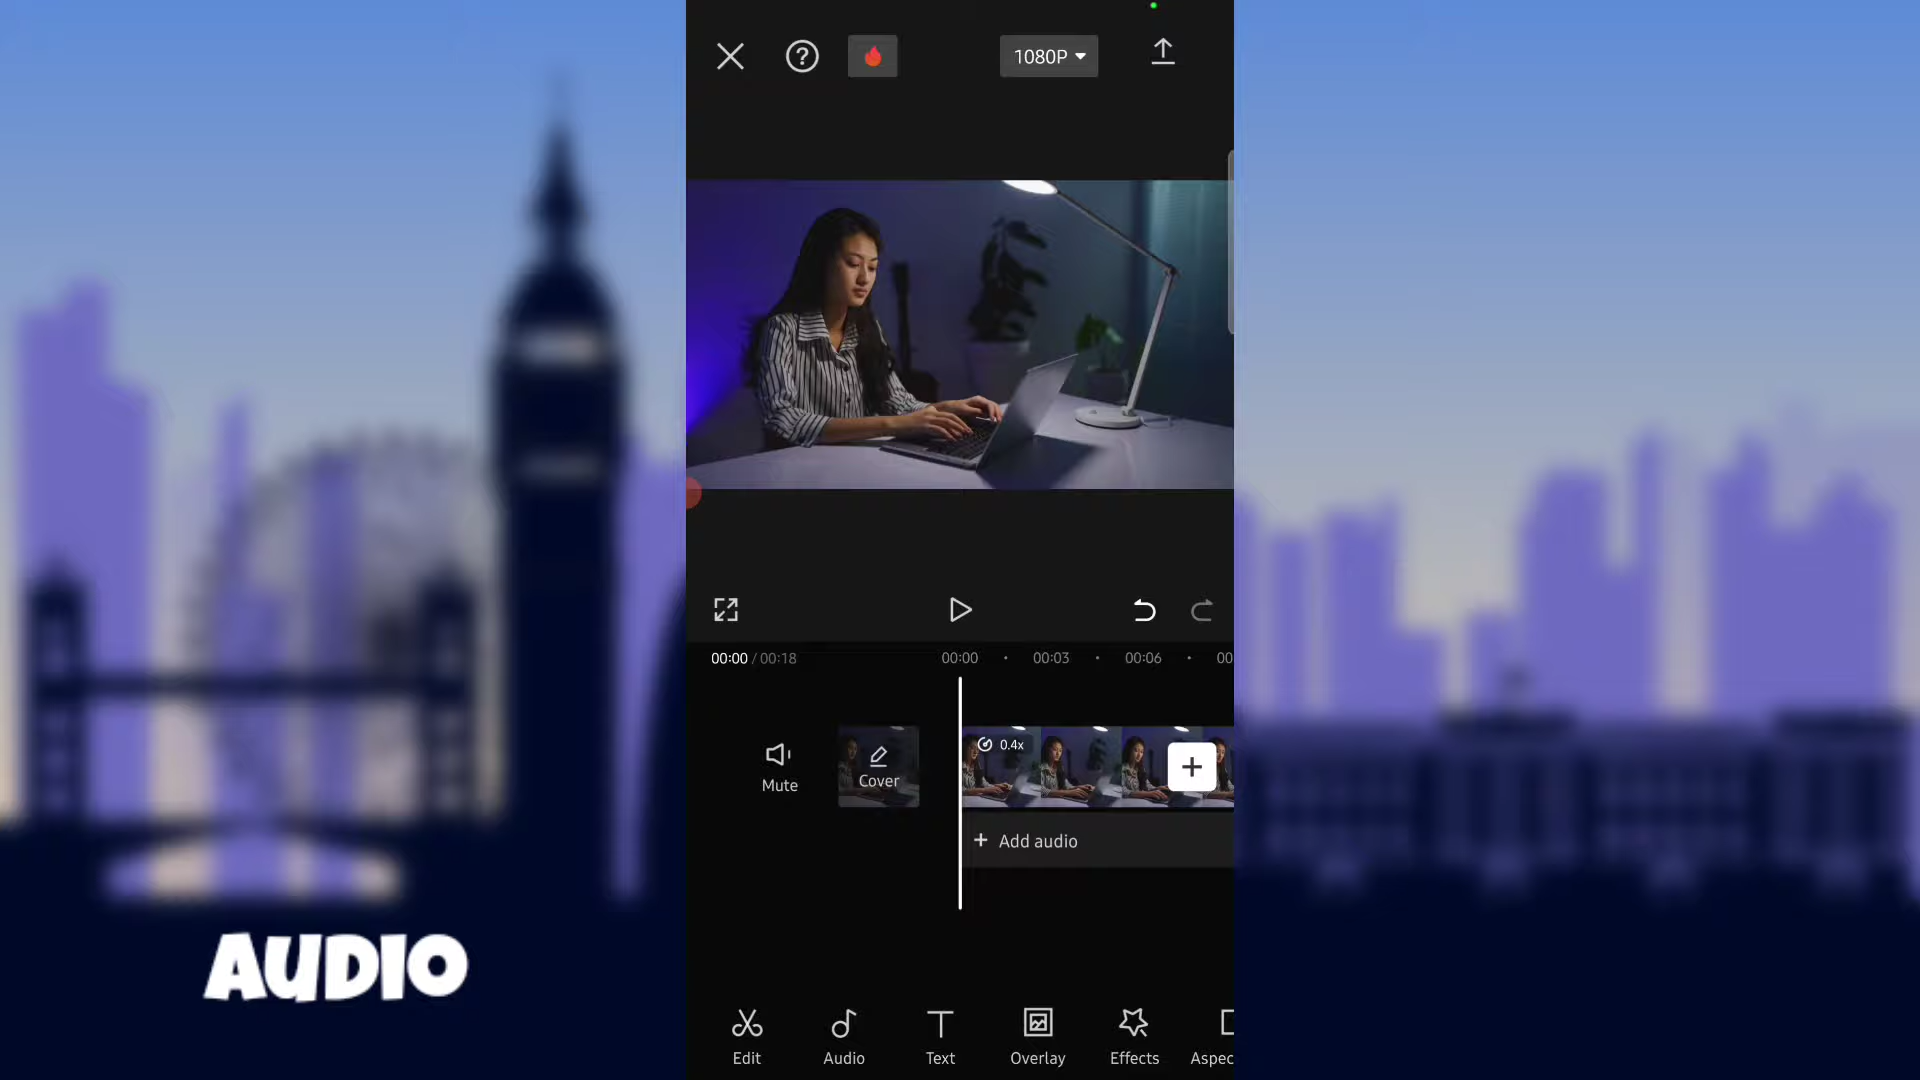 1080P
00:00 / 00:18
00:00
00:03
00:06
00
Mute
Cover
0.4x
+ Add audio
AUDIO
Edit
Audio
Text
Overlay
Effects
Aspec